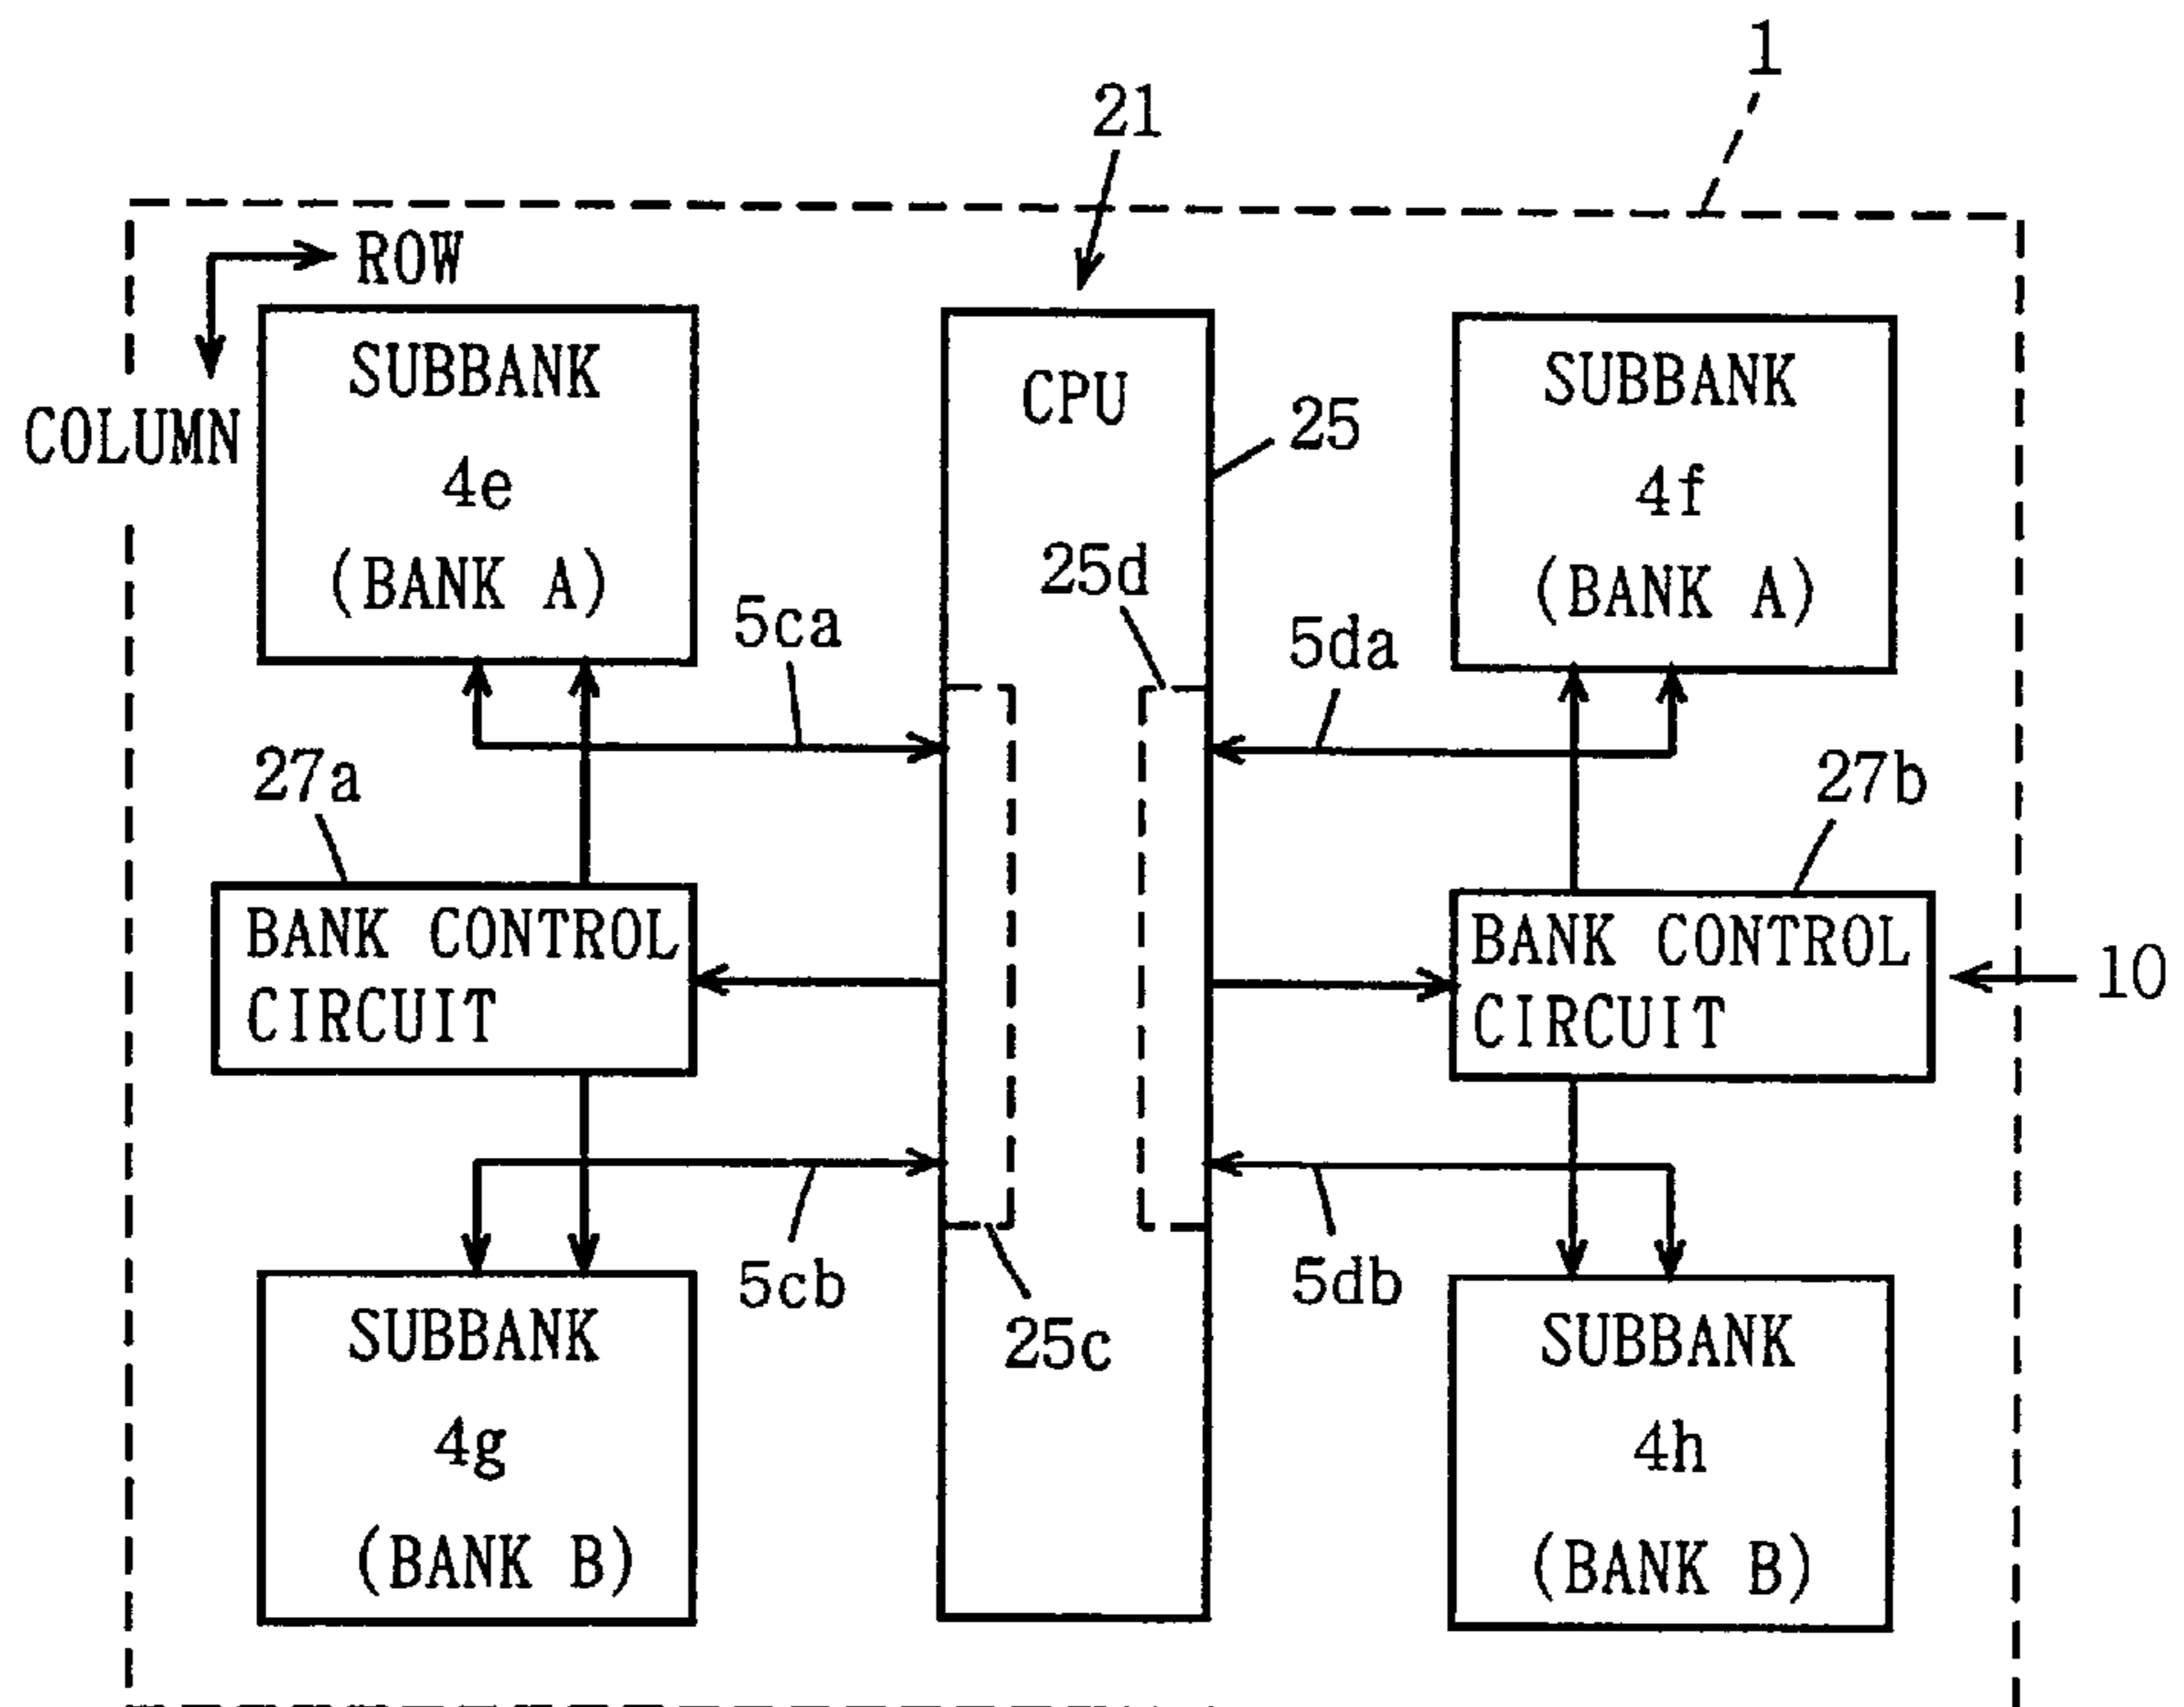 1
21
ROW
COLUMN
SUBBANK
4e
(BANK A)
CPU
25
SUBBANK
4f
(BANK A)
25d
5ca
5da
27a
27b
BANK CONTROL
CIRCUIT
BANK CONTROL
CIRCUIT
10
5cb
5db
25c
SUBBANK
4g
(BANK B)
SUBBANK
4h
(BANK B)